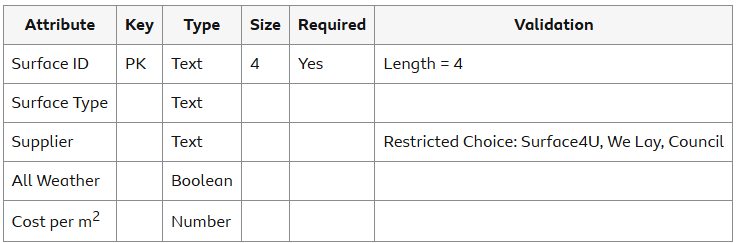 Attribute Key Type Size Required Validation
Surface ID PK Text 4 Yes Length = 4
Surface Type Text
Supplier Text Restricted Choice: Surface4U, We Lay, Council
All Weather Boolean
Cost per m² Number